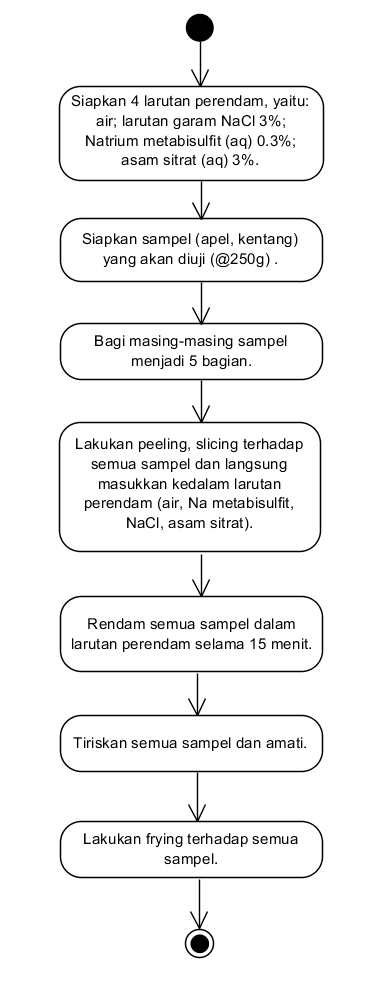 Siapkan 4 larutan perendam, yaitu:
air; larutan garam NaCl 3%;
Natrium metabisulfit (aq) 0.3%;
asam sitrat (aq) 3%.
Siapkan sampel (apel, kentang)
yang akan diuji (@250g) .
Bagi masing-masing sampel
menjadi 5 bagian.
Lakukan peeling, slicing terhadap
semua sampel dan langsung
masukkan kedalam larutan
perendam (air, Na metabisulfit,
NaCl, asam sitrat).
Rendam semua sampel dalam
larutan perendam selama 15 menit.
Tiriskan semua sampel dan amati.
Lakukan frying terhadap semua
sampel.